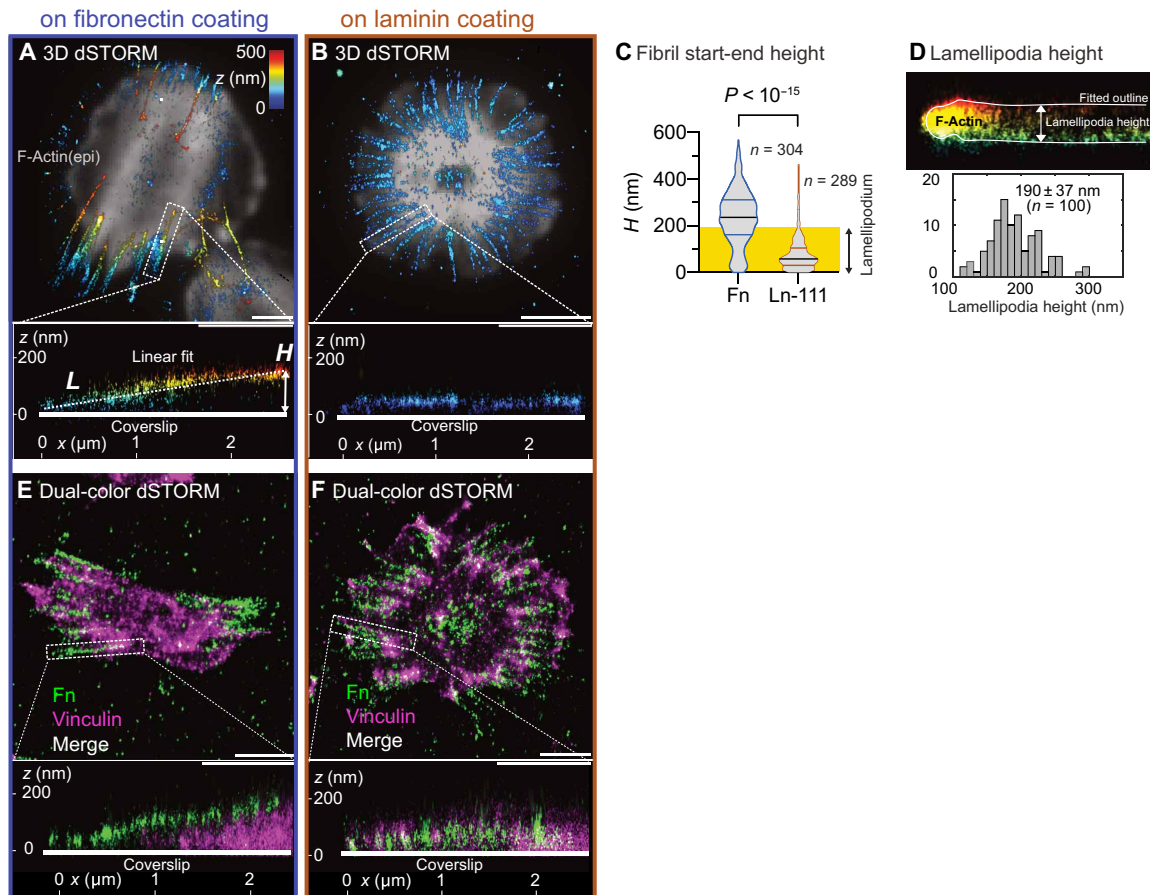 on fibronectin coating
on laminin coating
A 3D dSTORM
500
z (nm)
0
F-Actin(epi)
z (nm)
200
0
Linear fit
L
H
Coverslip
0 x (µm) 1 2
B 3D dSTORM
z (nm)
200
0
Coverslip
0 x (µm) 1 2
C Fibril start-end height
P < 10⁻¹⁵
600
400
200
0
H (nm)
n = 304
n = 289
Lamellipodium
Fn Ln-111
D Lamellipodia height
Fitted outline
F-Actin
Lamellipodia height
20
10
0
190 ± 37 nm
(n = 100)
100 200 300
Lamellipodia height (nm)
E Dual-color dSTORM
Fn
Vinculin
Merge
z (nm)
200
0
Coverslip
0 x (µm) 1 2
F Dual-color dSTORM
Fn
Vinculin
Merge
z (nm)
200
0
Coverslip
0 x (µm) 1 2